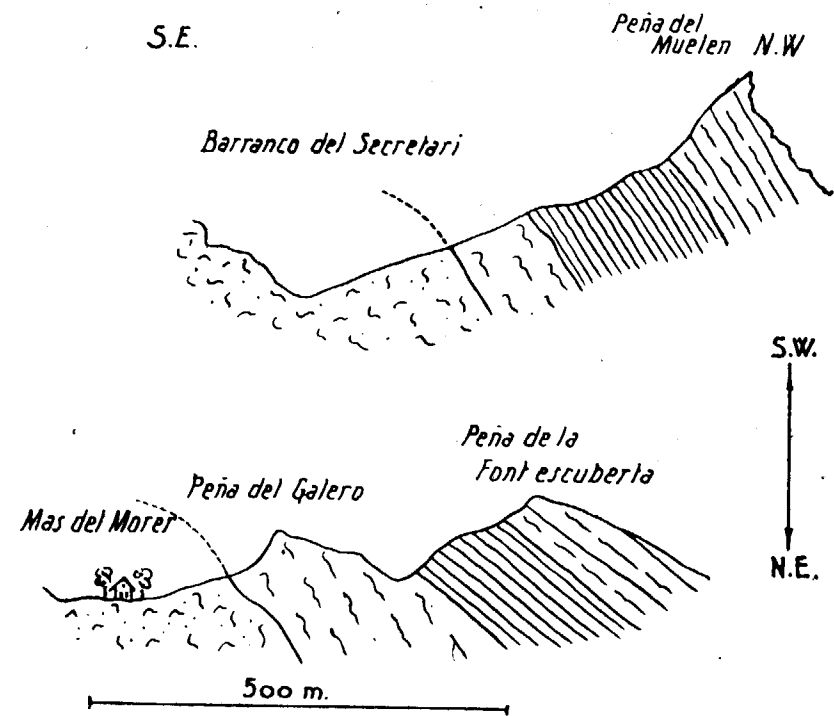 S.E.
Peña del
Muelen N.W
Barranco del Secretari
S.W.
Peña de la
Font escuberta
Peña del Galero
Mas del Morer
N.E.
500 m.